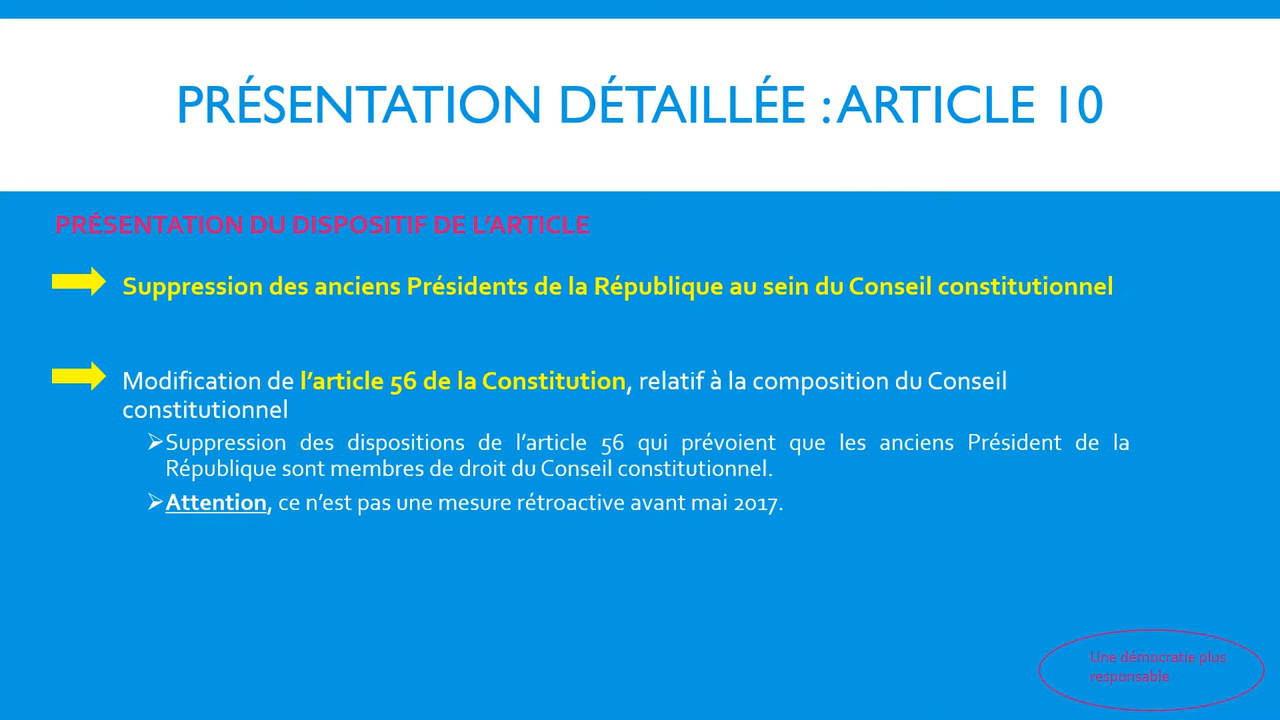 PRÉSENTATION DÉTAILLÉE : ARTICLE 10
PRÉSENTATION DU DISPOSITIF DE L'ARTICLE
Suppression des anciens Présidents de la République au sein du Conseil constitutionnel
Modification de l'article 56 de la Constitution, relatif à la composition du Conseil
constitutionnel
➢Suppression des dispositions de l'article 56 qui prévoient que les anciens Président de la
République sont membres de droit du Conseil constitutionnel.
➢Attention, ce n'est pas une mesure rétroactive avant mai 2017.
Une démocratie plus
responsable